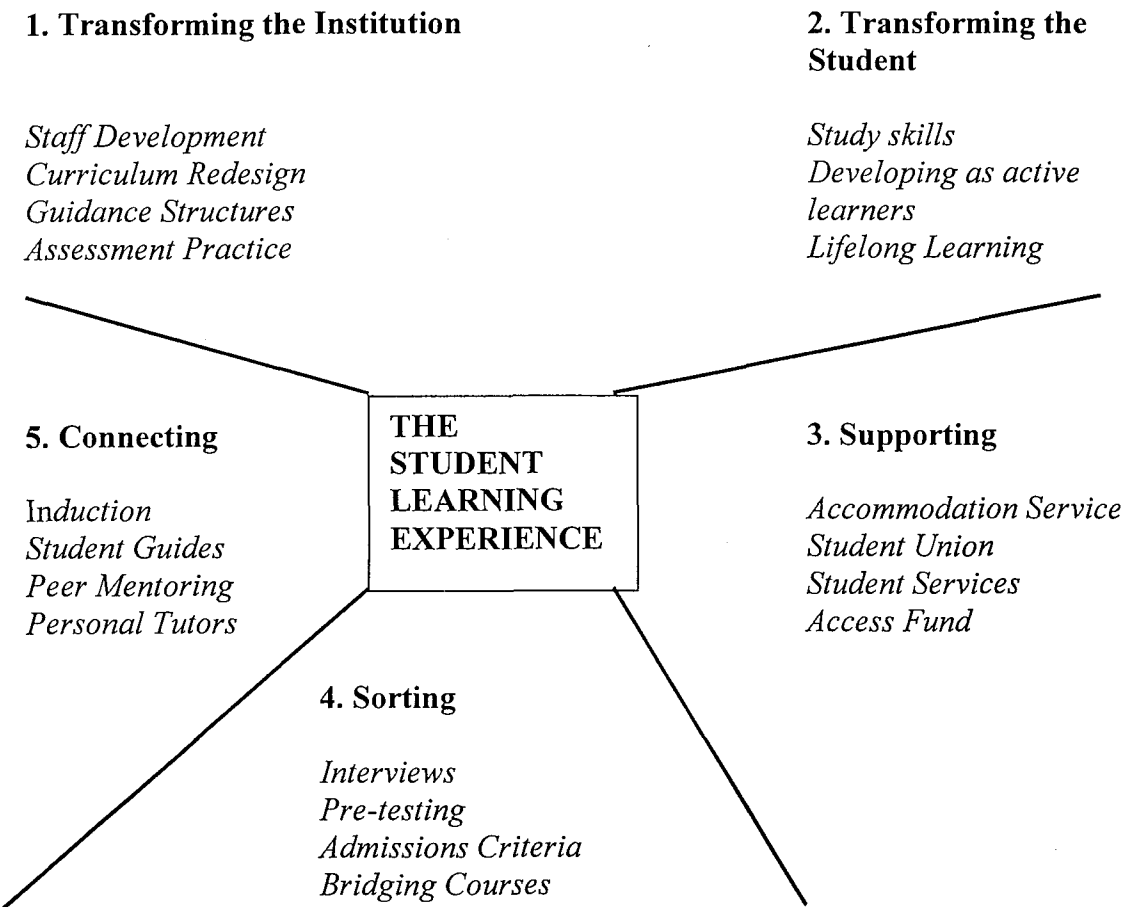 1. Transforming the Institution
Staff Development
Curriculum Redesign
Guidance Structures
Assessment Practice
2. Transforming the
Student
Study skills
Developing as active
learners
Lifelong Learning
5. Connecting
Induction
Student Guides
Peer Mentoring
Personal Tutors
THE
STUDENT
LEARNING
EXPERIENCE
3. Supporting
Accommodation Service
Student Union
Student Services
Access Fund
4. Sorting
Interviews
Pre-testing
Admissions Criteria
Bridging Courses